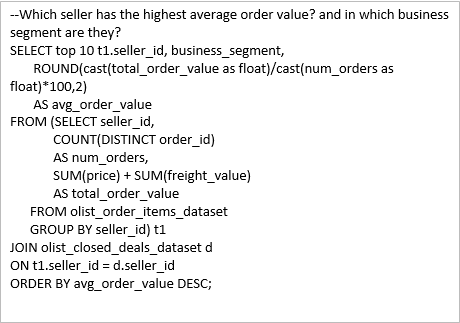 --Which seller has the highest average order value? and in which business
segment are they?
SELECT top 10 t1.seller_id, business_segment,
ROUND(cast(total_order_value as float)/cast(num_orders as
float)*100,2)
AS avg_order_value
FROM (SELECT seller_id,
COUNT(DISTINCT order_id)
AS num_orders,
SUM(price) + SUM(freight_value)
AS total_order_value
FROM olist_order_items_dataset
GROUP BY seller_id) t1
JOIN olist_closed_deals_dataset d
ON t1.seller_id = d.seller_id
ORDER BY avg_order_value DESC;